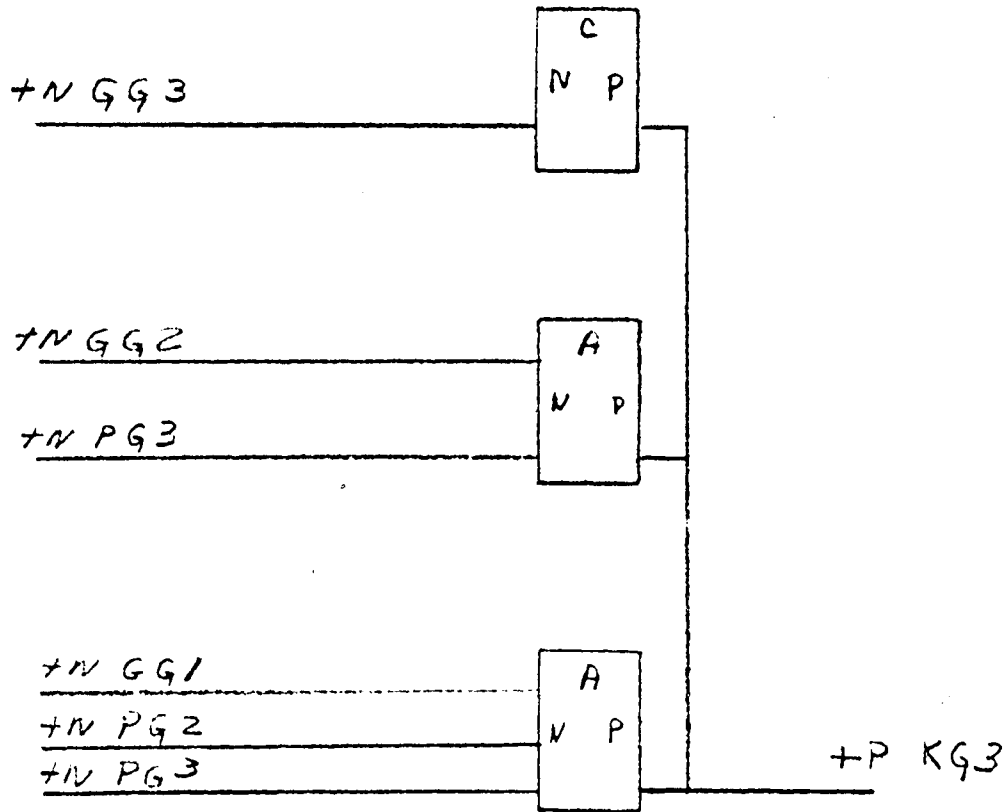 C
N P
+N GG3
A
+N GG2
N P
+N PG3
A
+N GG1
+N PG2
N P
+N PG3
+P KG3